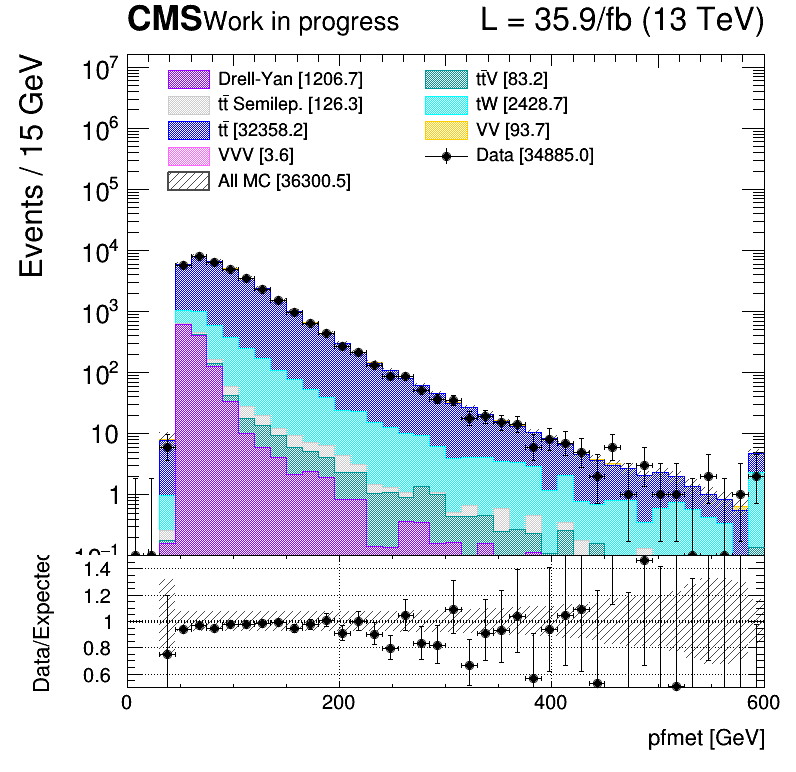 CMS Work in progress L = 35.9/fb (13 TeV)
Events / 15 GeV
10⁷
10⁶
10⁵
10⁴
10³
10²
10
1
10⁻¹
Drell-Yan [1206.7]
tt̄ Semilep. [126.3]
tt̄ [32358.2]
VVV [3.6]
All MC [36300.5]
tt̄V [83.2]
tW [2428.7]
VV [93.7]
Data [34885.0]
Data/Expected
1.4
1.2
1
0.8
0.6
0 200 400 600
pfmet [GeV]